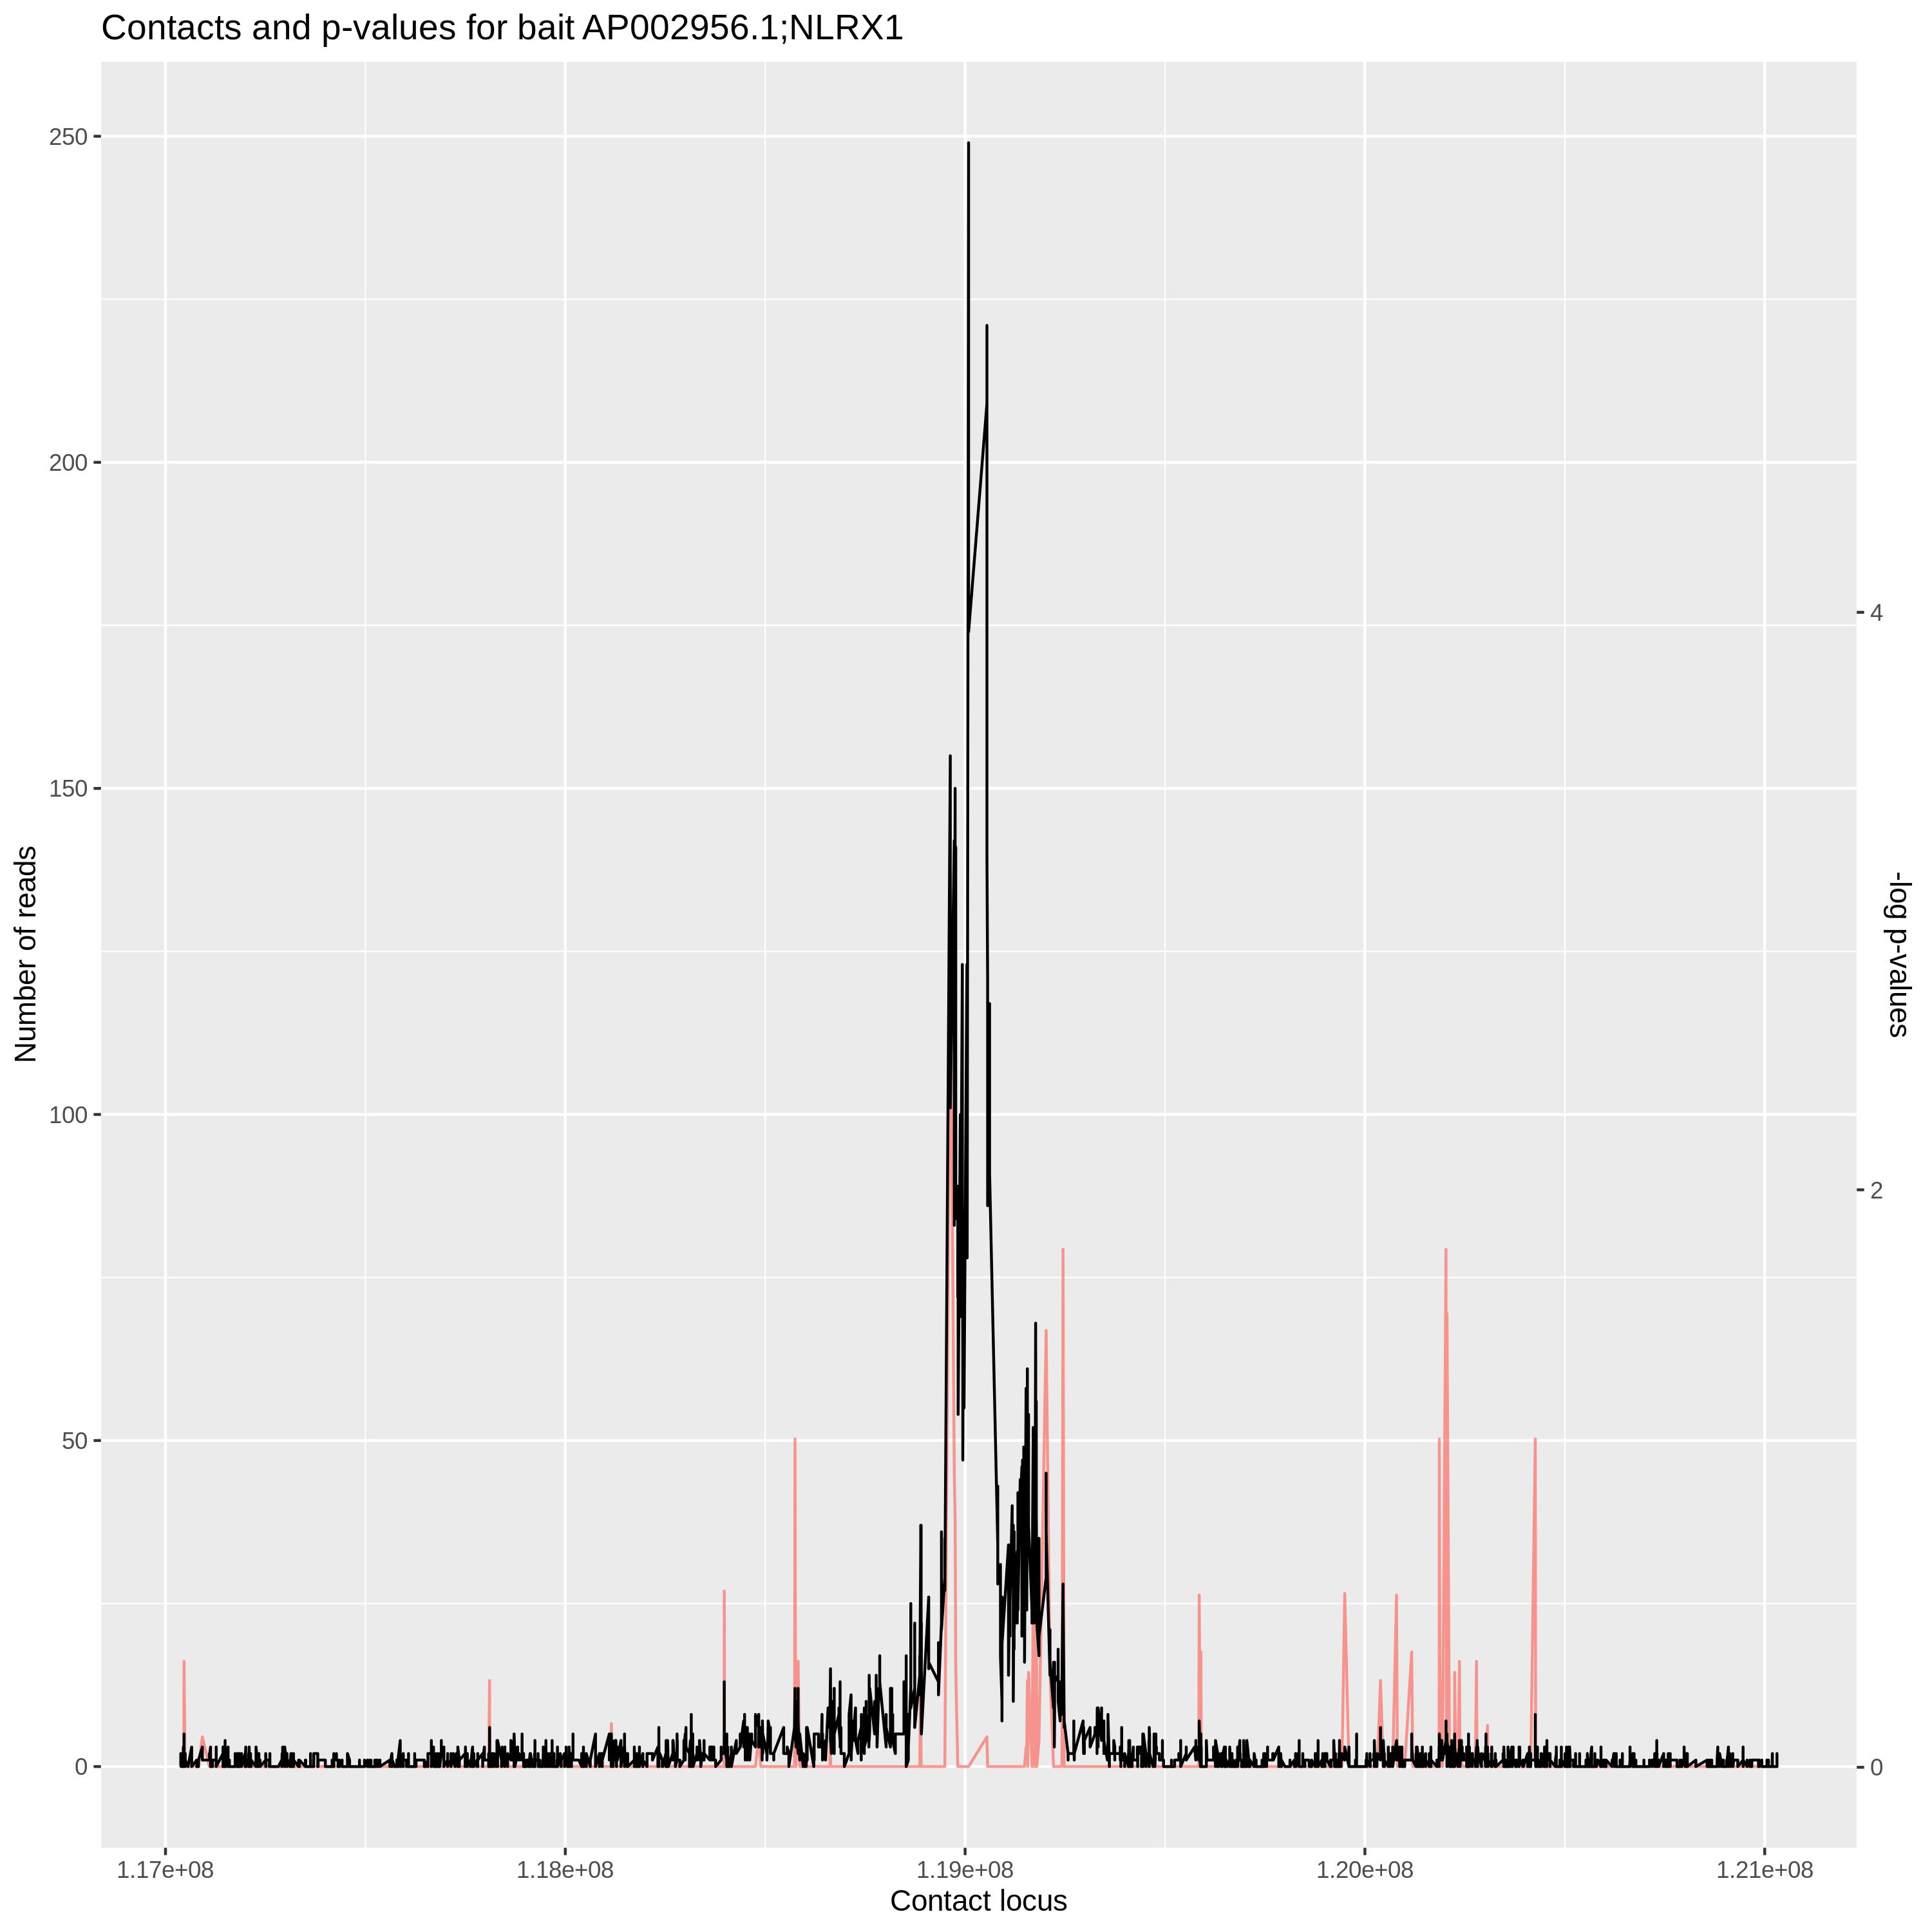 Contacts and p-values for bait AP002956.1;NLRX1
250
200
150
100
50
0
Number of reads
4
2
0
-log p-values
1.17e+08
1.18e+08
1.19e+08
1.20e+08
1.21e+08
Contact locus